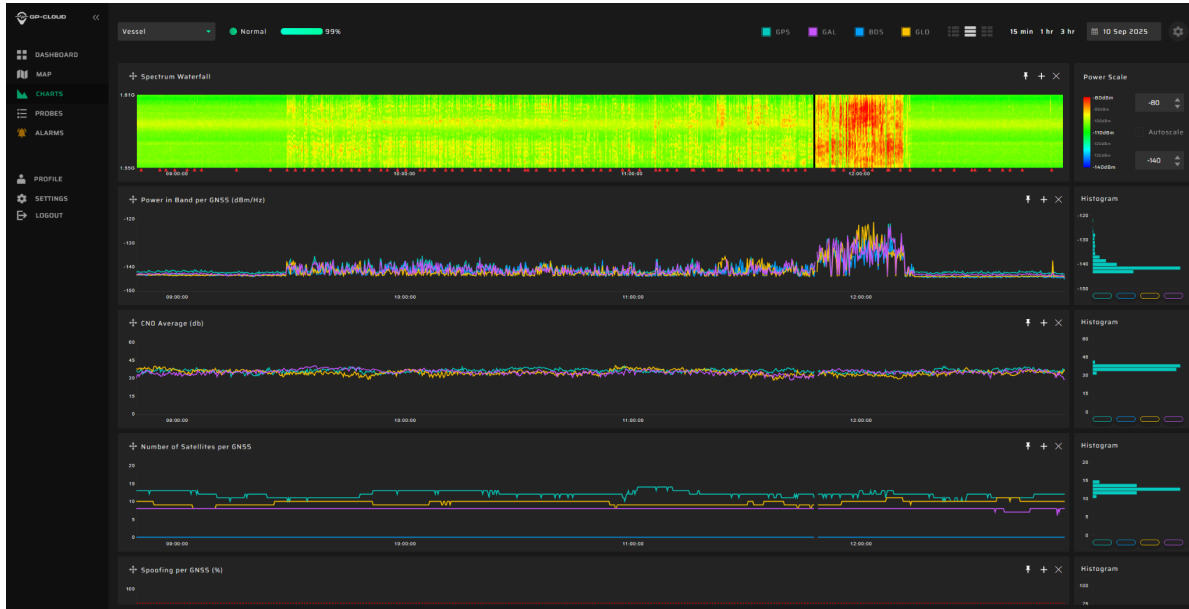 GP-CLOUD
DASHBOARD
MAP
CHARTS
PROBES
ALARMS
PROFILE
SETTINGS
LOGOUT
Vessel Normal 99% GPS GAL BDS GLO 15 min 1 hr 3 hr 10 Sep 2025
Spectrum Waterfall
1.610
1.550
09:00:00 10:00:00 11:00:00 12:00:00
Power Scale
-80dBm
-90dBm
-100dBm
-110dBm
-120dBm
-130dBm
-140dBm
-80
Autoscale
-140
Power in Band per GNSS (dBm/Hz)
-120
-130
-140
-150
09:00:00 10:00:00 11:00:00 12:00:00
Histogram
-120
-130
-140
-150
CN0 Average (db)
60
45
30
15
0
09:00:00 10:00:00 11:00:00 12:00:00
Histogram
60
45
30
15
0
Number of Satellites per GNSS
20
15
10
5
0
09:00:00 10:00:00 11:00:00 12:00:00
Histogram
20
15
10
5
0
Spoofing per GNSS (%)
100
Histogram
100
75